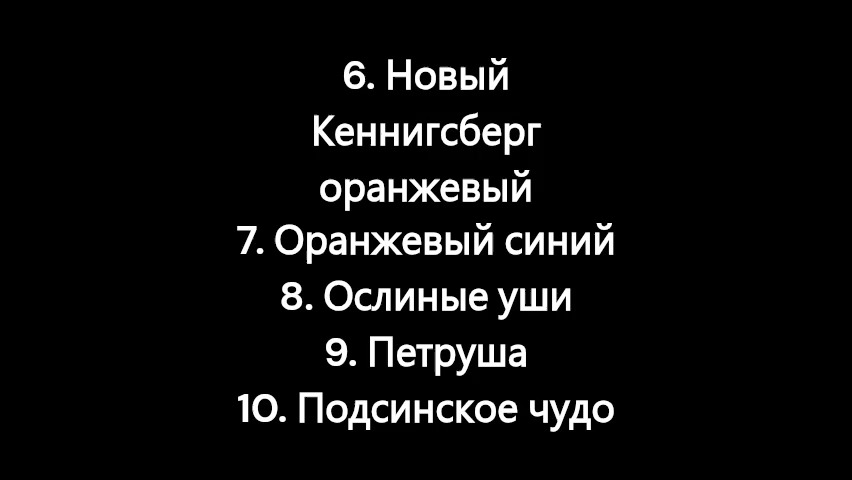 6. Новый
Кеннигсберг
оранжевый
7. Оранжевый синий
8. Ослиные уши
9. Петруша
10. Подсинское чудо